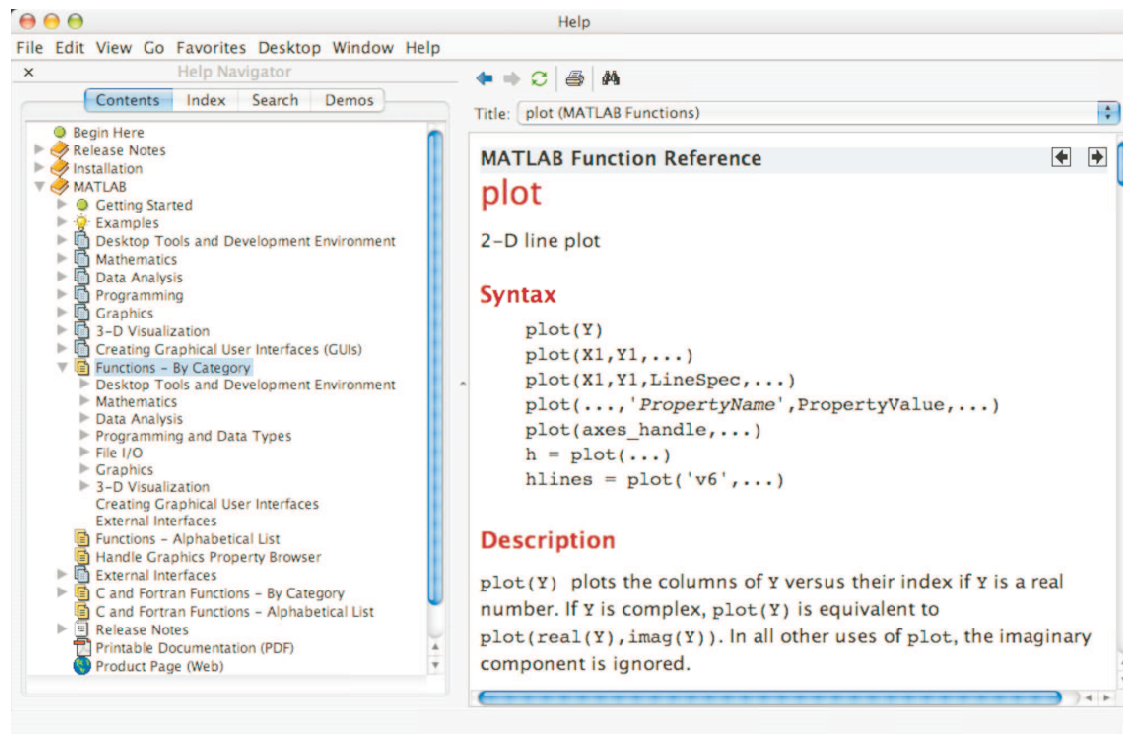 Help
File Edit View Go Favorites Desktop Window Help
× Help Navigator
Contents Index Search Demos
Begin Here
Release Notes
Installation
MATLAB
Getting Started
Examples
Desktop Tools and Development Environment
Mathematics
Data Analysis
Programming
Graphics
3-D Visualization
Creating Graphical User Interfaces (GUIs)
Functions - By Category
Desktop Tools and Development Environment
Mathematics
Data Analysis
Programming and Data Types
File I/O
Graphics
3-D Visualization
Creating Graphical User Interfaces
External Interfaces
Functions - Alphabetical List
Handle Graphics Property Browser
External Interfaces
C and Fortran Functions - By Category
C and Fortran Functions - Alphabetical List
Release Notes
Printable Documentation (PDF)
Product Page (Web)
Title: plot (MATLAB Functions)
MATLAB Function Reference
plot
2-D line plot
Syntax
plot(Y)
plot(X1,Y1,...)
plot(X1,Y1,LineSpec,...)
plot(...,'PropertyName',PropertyValue,...)
plot(axes_handle,...)
h = plot(...)
hlines = plot('v6',...)
Description
plot(Y) plots the columns of Y versus their index if Y is a real
number. If Y is complex, plot(Y) is equivalent to
plot(real(Y),imag(Y)). In all other uses of plot, the imaginary
component is ignored.